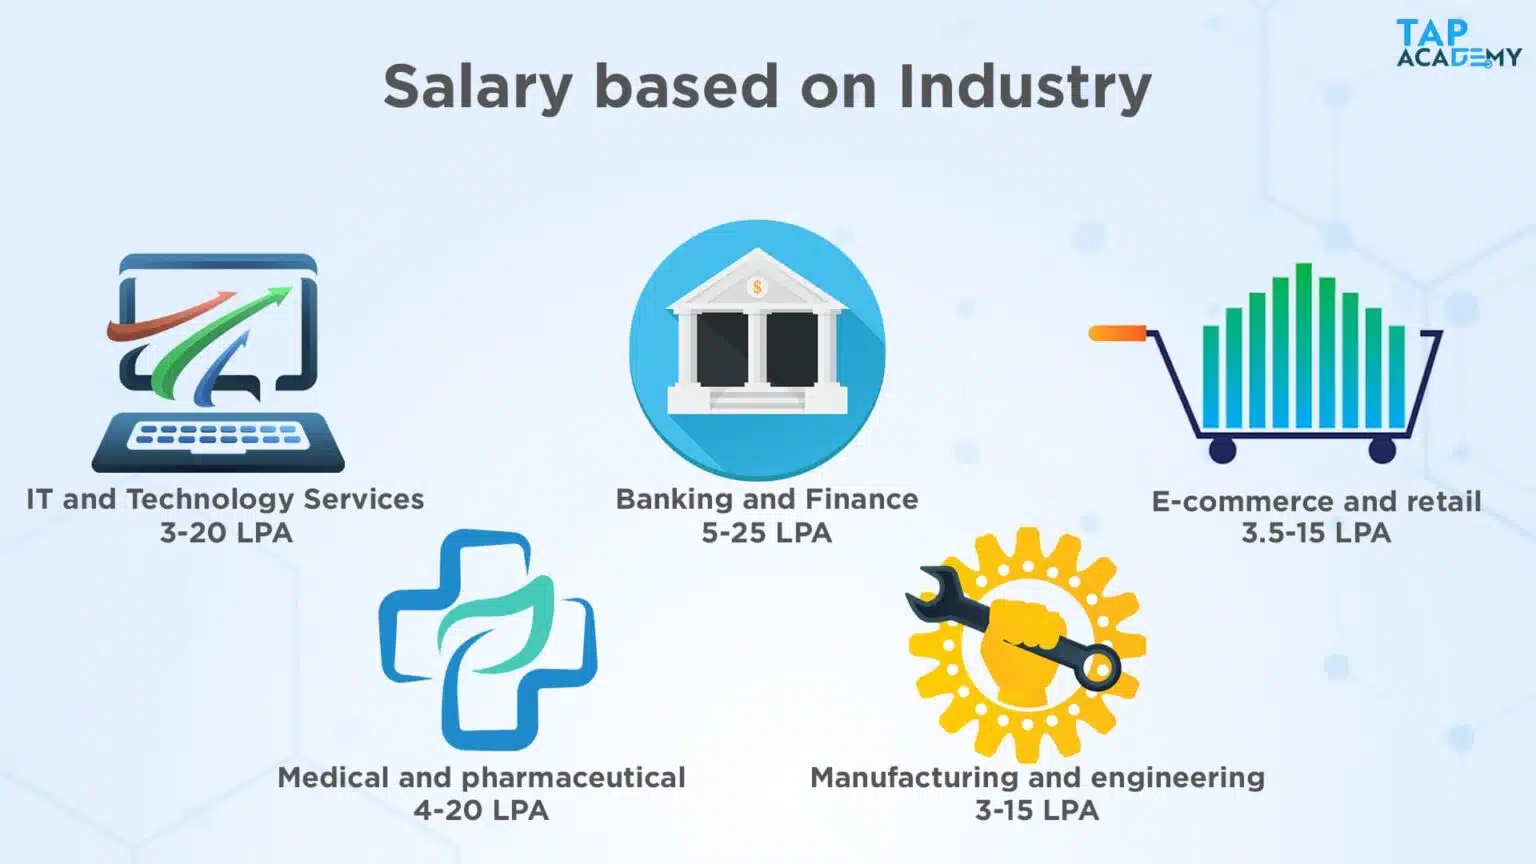 TAP
ACADEMY
Salary based on Industry
$
IT and Technology Services
3-20 LPA
Banking and Finance
5-25 LPA
E-commerce and retail
3.5-15 LPA
Medical and pharmaceutical
4-20 LPA
Manufacturing and engineering
3-15 LPA